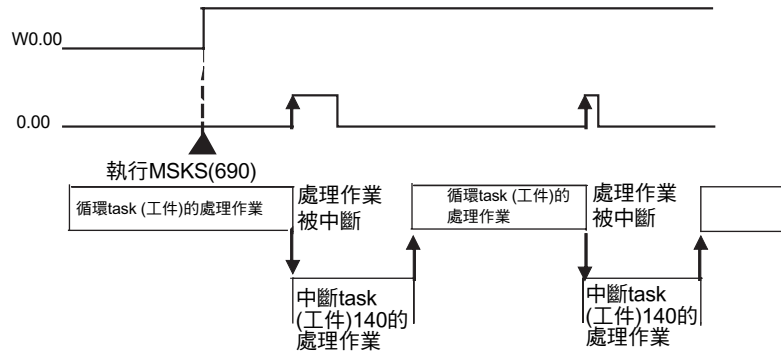 W0.00
0.00
執行MSKS(690)
循環task (工件)的處理作業
處理作業
被中斷
循環task (工件)的
處理作業
處理作業
被中斷
中斷task
(工件)140的
處理作業
中斷task
(工件)140的
處理作業